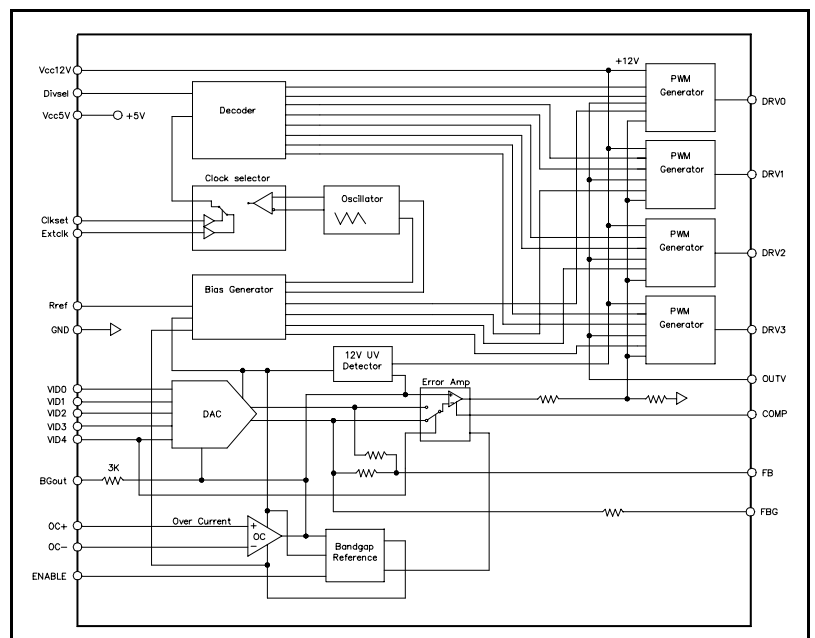 +12V
Vcc12V
PWM
Generator
Divsel
DRV0
Decoder
Vcc5V
+5V
PWM
Generator
DRV1
Clock selector
Oscillator
Clkset
Extclk
PWM
Generator
DRV2
Bias Generator
Rref
PWM
Generator
GND
DRV3
12V UV
Detector
OUTV
Error Amp
VID0
VID1
VID2
VID3
VID4
DAC
+
−
COMP
3K
BGout
FB
FBG
OC+
Over Current
+
OC
−
OC−
Bandgap
Reference
ENABLE